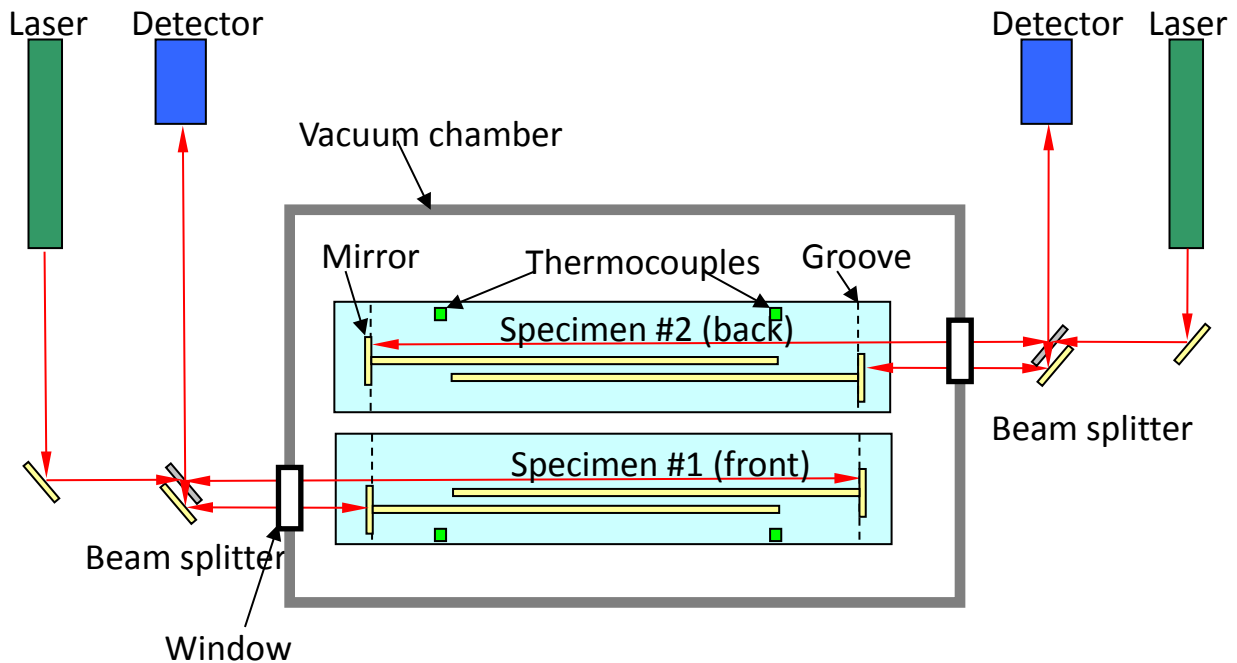 Laser
Detector
Detector
Laser
Vacuum chamber
Mirror
Thermocouples
Groove
Specimen #2 (back)
Beam splitter
Specimen #1 (front)
Beam splitter
Window